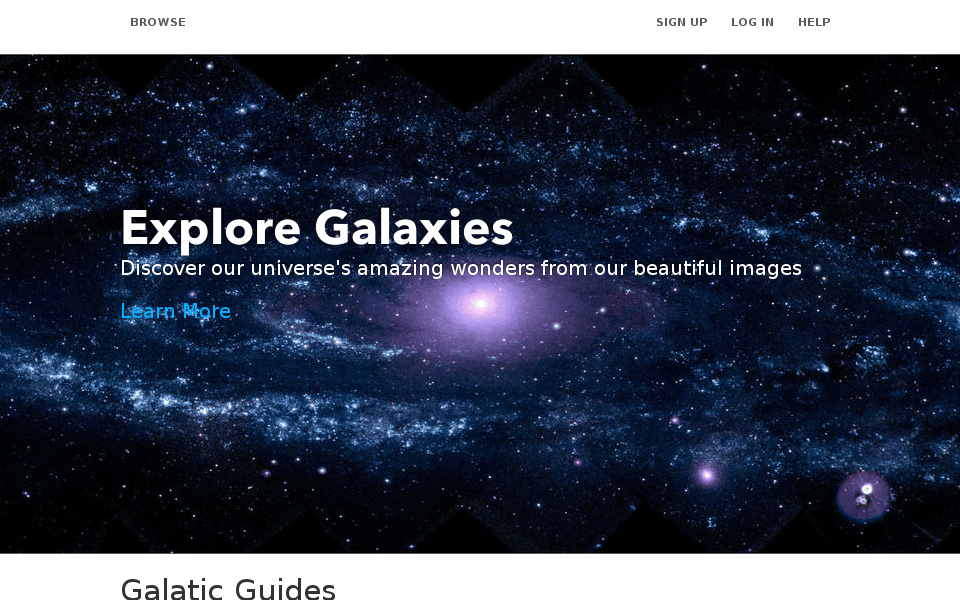 BROWSE SIGN UP LOG IN HELP
Explore Galaxies
Discover our universe's amazing wonders from our beautiful images
Learn More
Galatic Guides